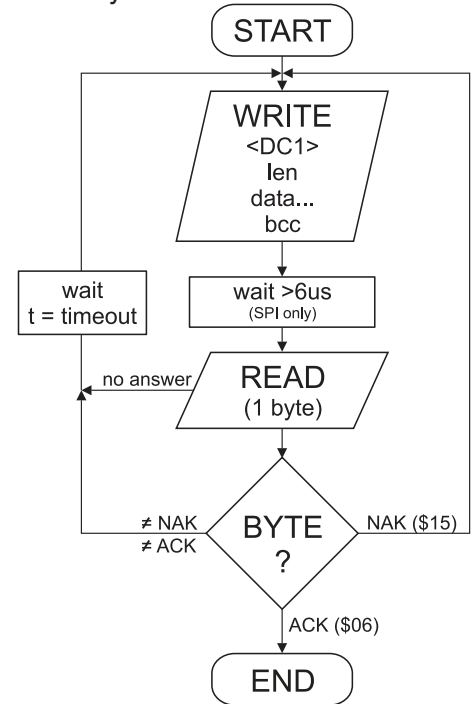 START
WRITE
<DC1>
len
data...
bcc
wait
t = timeout
wait >6us
(SPI only)
no answer
READ
(1 byte)
≠ NAK
≠ ACK
BYTE
?
NAK ($15)
ACK ($06)
END